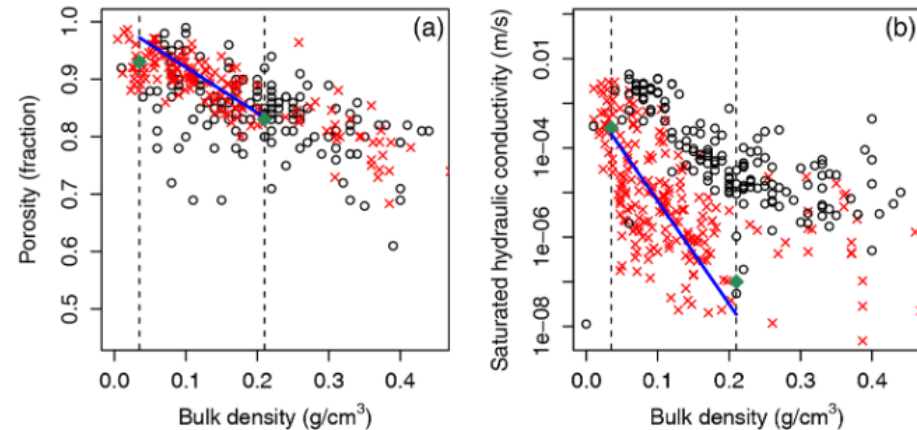 (a)
Porosity (fraction)
1.0
0.9
0.8
0.7
0.6
0.5
0.0 0.1 0.2 0.3 0.4
Bulk density (g/cm³)
(b)
Saturated hydraulic conductivity (m/s)
0.01
1e-04
1e-06
1e-08
0.0 0.1 0.2 0.3 0.4
Bulk density (g/cm³)